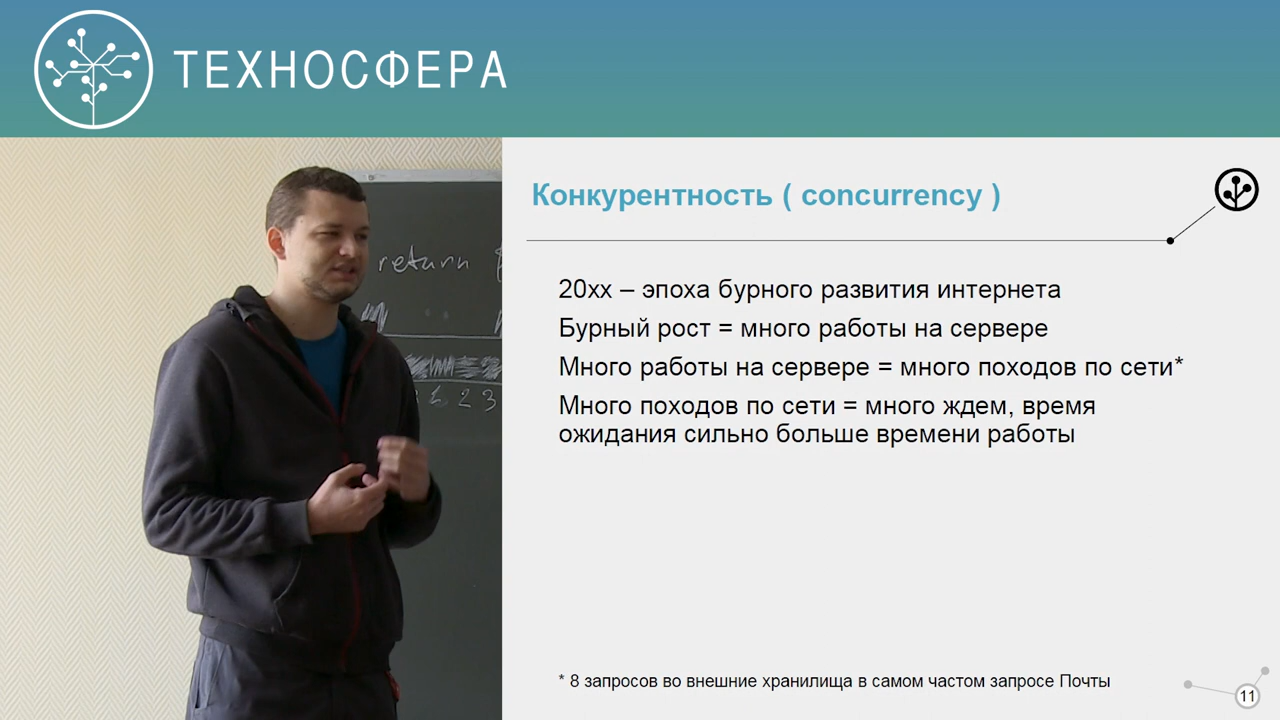 ТЕХНОСФЕРА
return
2 3
Конкурентность ( concurrency )
20xx – эпоха бурного развития интернета
Бурный рост = много работы на сервере
Много работы на сервере = много походов по сети*
Много походов по сети = много ждем, время
ожидания сильно больше времени работы
* 8 запросов во внешние хранилища в самом частом запросе Почты
11